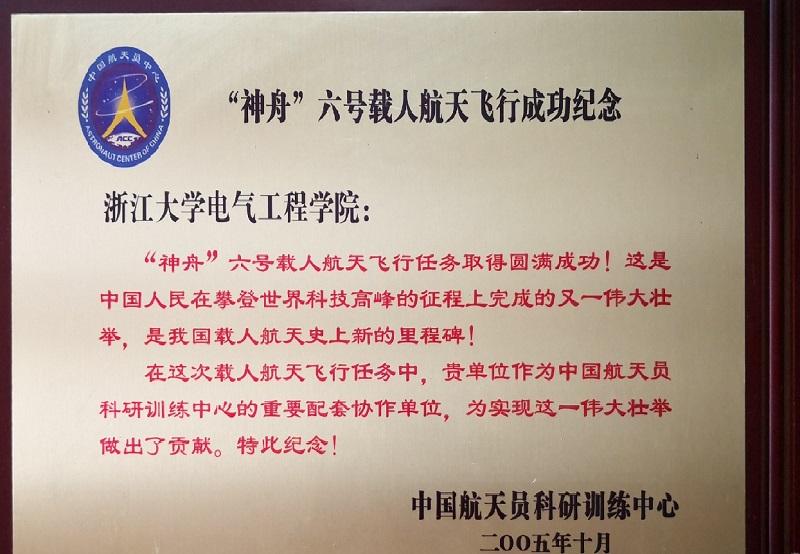 中国航天员中心
ACC
ASTRONAUT CENTER OF CHINA
“神舟”六号载人航天飞行成功纪念
浙江大学电气工程学院：
“神舟”六号载人航天飞行任务取得圆满成功！这是
中国人民在攀登世界科技高峰的征程上完成的又一伟大壮
举，是我国载人航天史上新的里程碑！
在这次载人航天飞行任务中，贵单位作为中国航天员
科研训练中心的重要配套协作单位，为实现这一伟大壮举
做出了贡献。特此纪念！
中国航天员科研训练中心
二〇〇五年十月